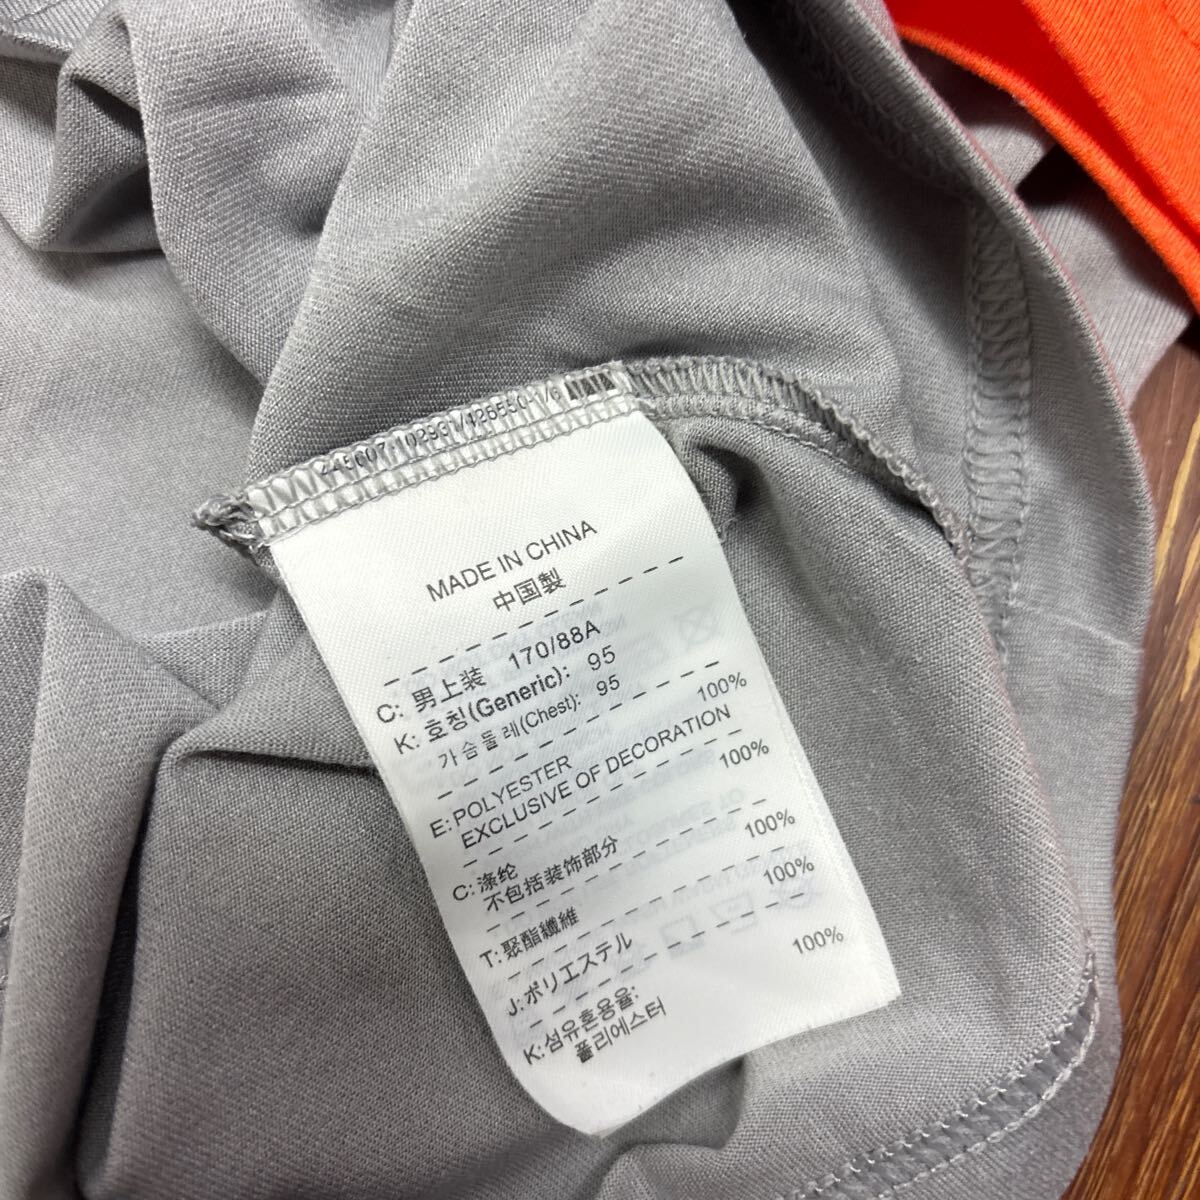 MADE IN CHINA
中国製
C: 男上装 170/88A
K: 호칭(Generic): 95
가슴둘레(Chest): 95
E: POLYESTER 100%
EXCLUSIVE OF DECORATION
C: 涤纶 100%
不包括装饰部分
T: 聚酯纖維 100%
J: ポリエステル 100%
K: 섬유혼용율: 100%
폴리에스터